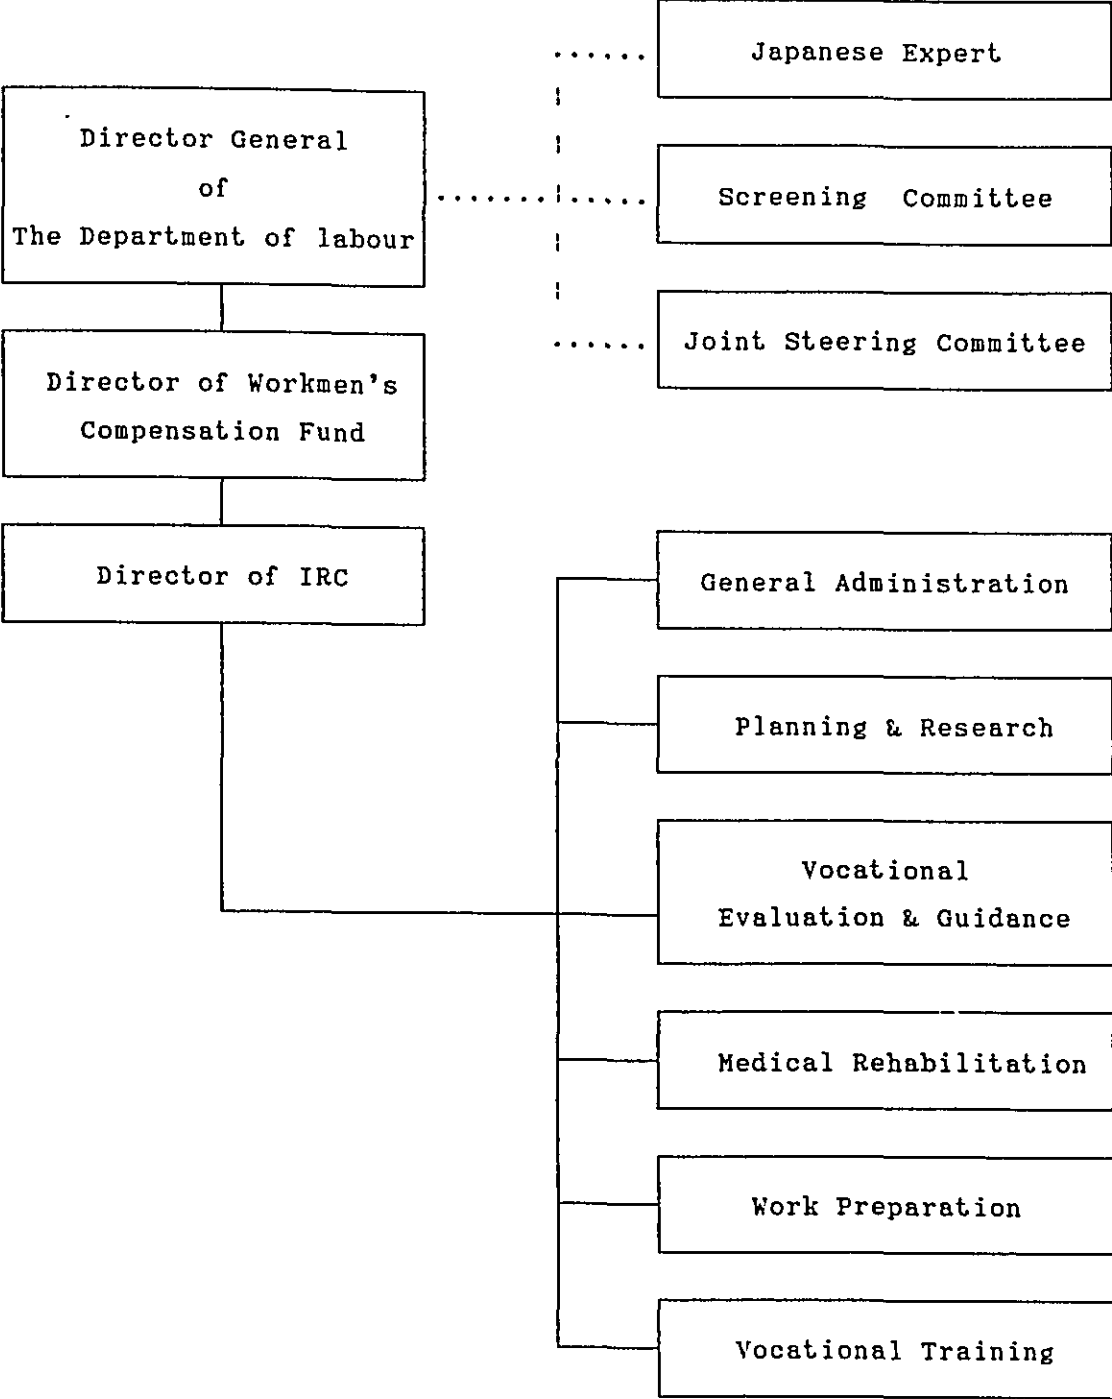 Japanese Expert
Director General
of
The Department of labour
Screening Committee
Joint Steering Committee
Director of Workmen's
Compensation Fund
Director of IRC
General Administration
Planning & Research
Vocational
Evaluation & Guidance
Medical Rehabilitation
Work Preparation
Vocational Training